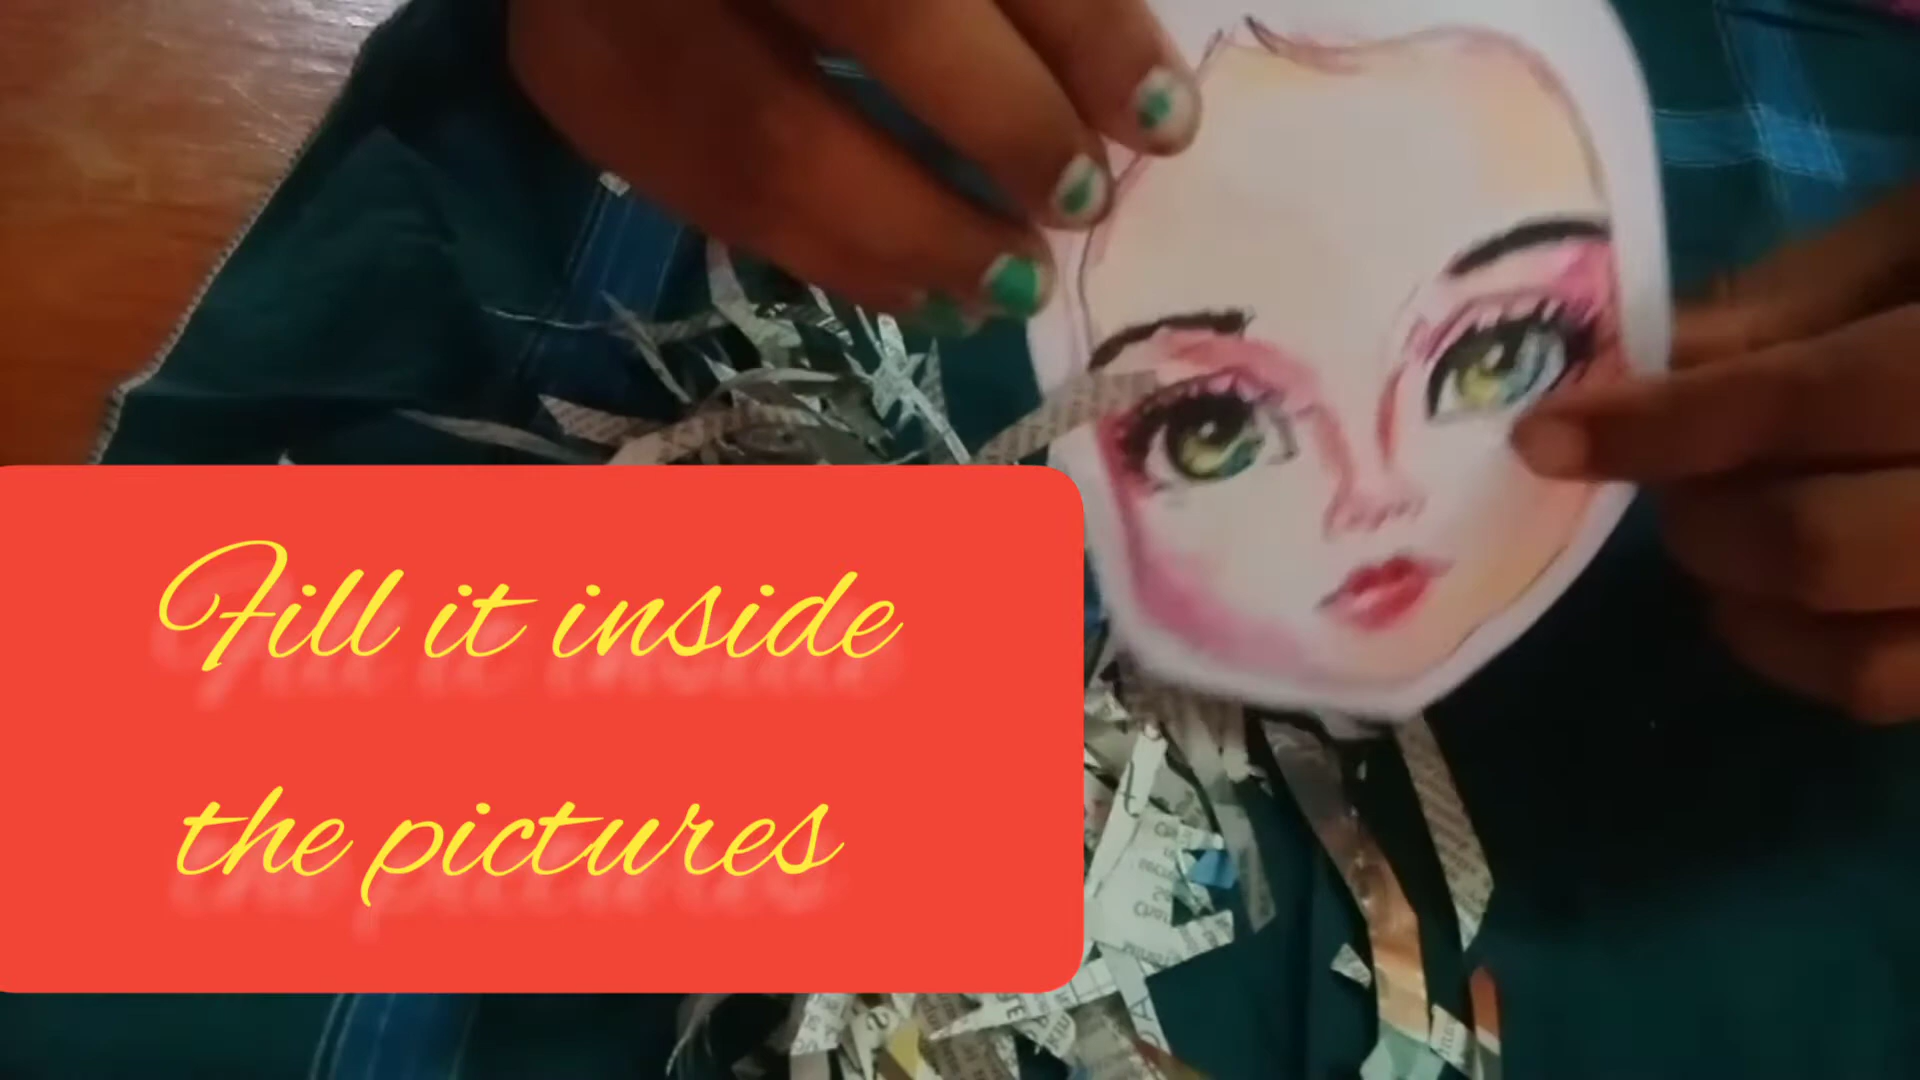 Fill it inside
the pictures